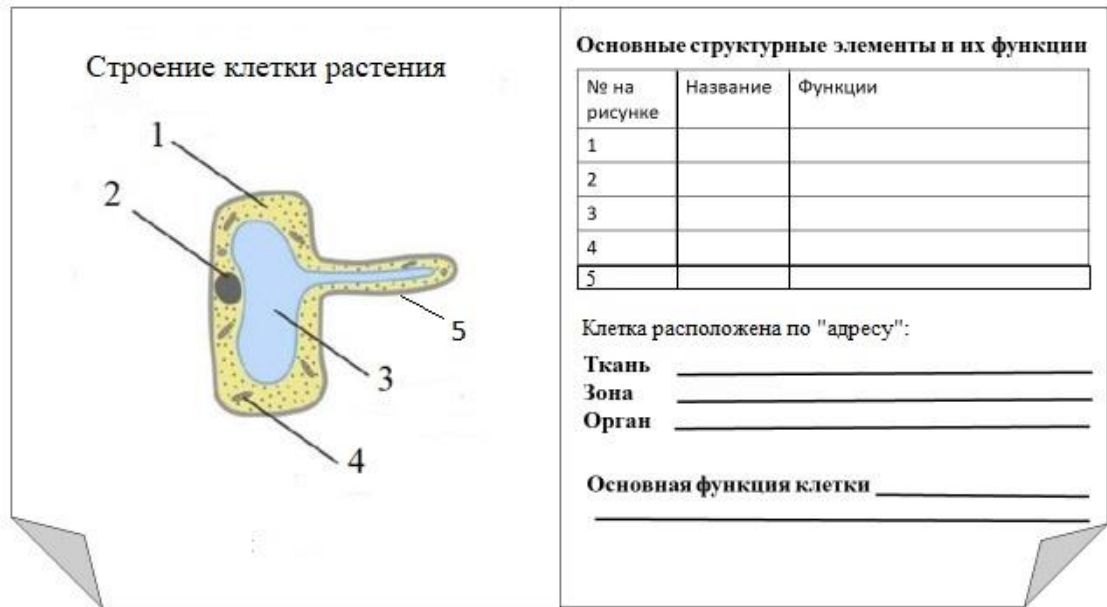 Строение клетки растения
1
2
3
4
5
Основные структурные элементы и их функции
№ на рисунке Название Функции
1
2
3
4
5
Клетка расположена по "адресу":
Ткань
Зона
Орган
Основная функция клетки